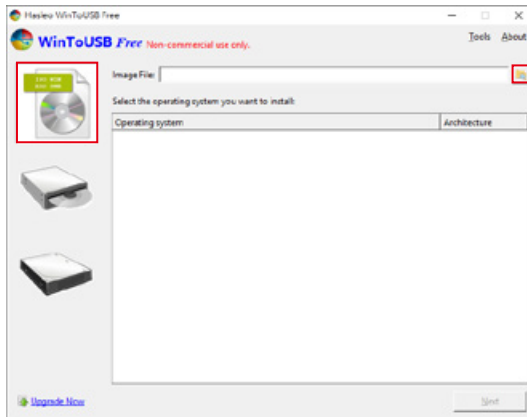 Hasleo WinToUSB Free
WinToUSB Free Non-commercial use only.
Tools About
Image File:
Select the operating system you want to install:
Operating system Architecture
Upgrade Now
Next